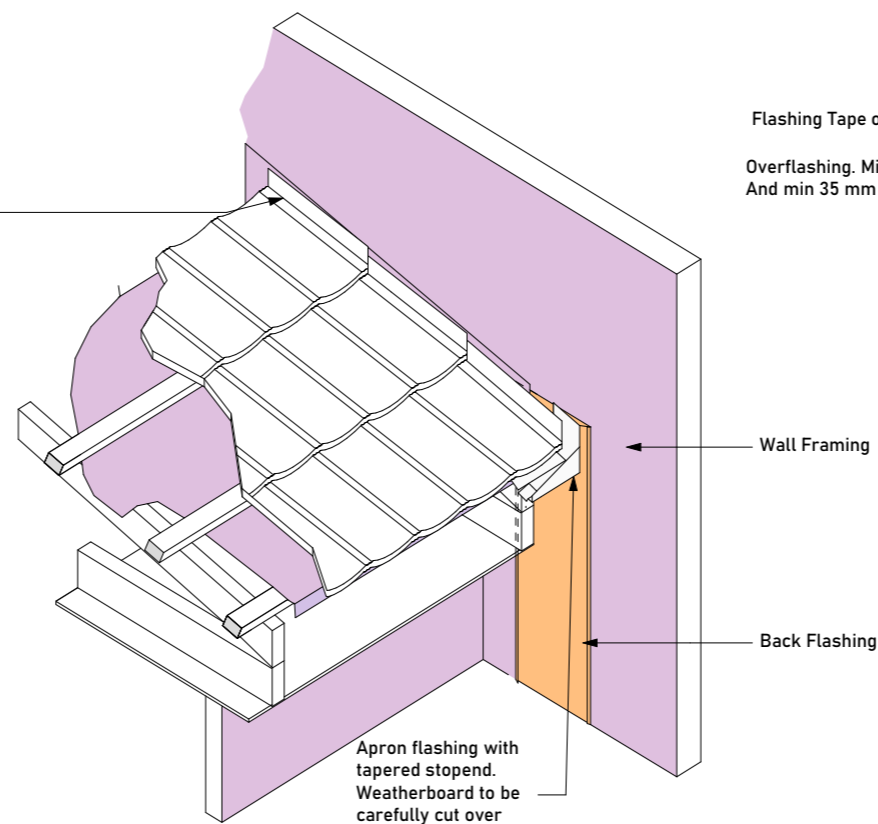 Flashing Tape o
Overflashing. Mi
And min 35 mm
Wall Framing
Back Flashing
Apron flashing with
tapered stopend.
Weatherboard to be
carefully cut over